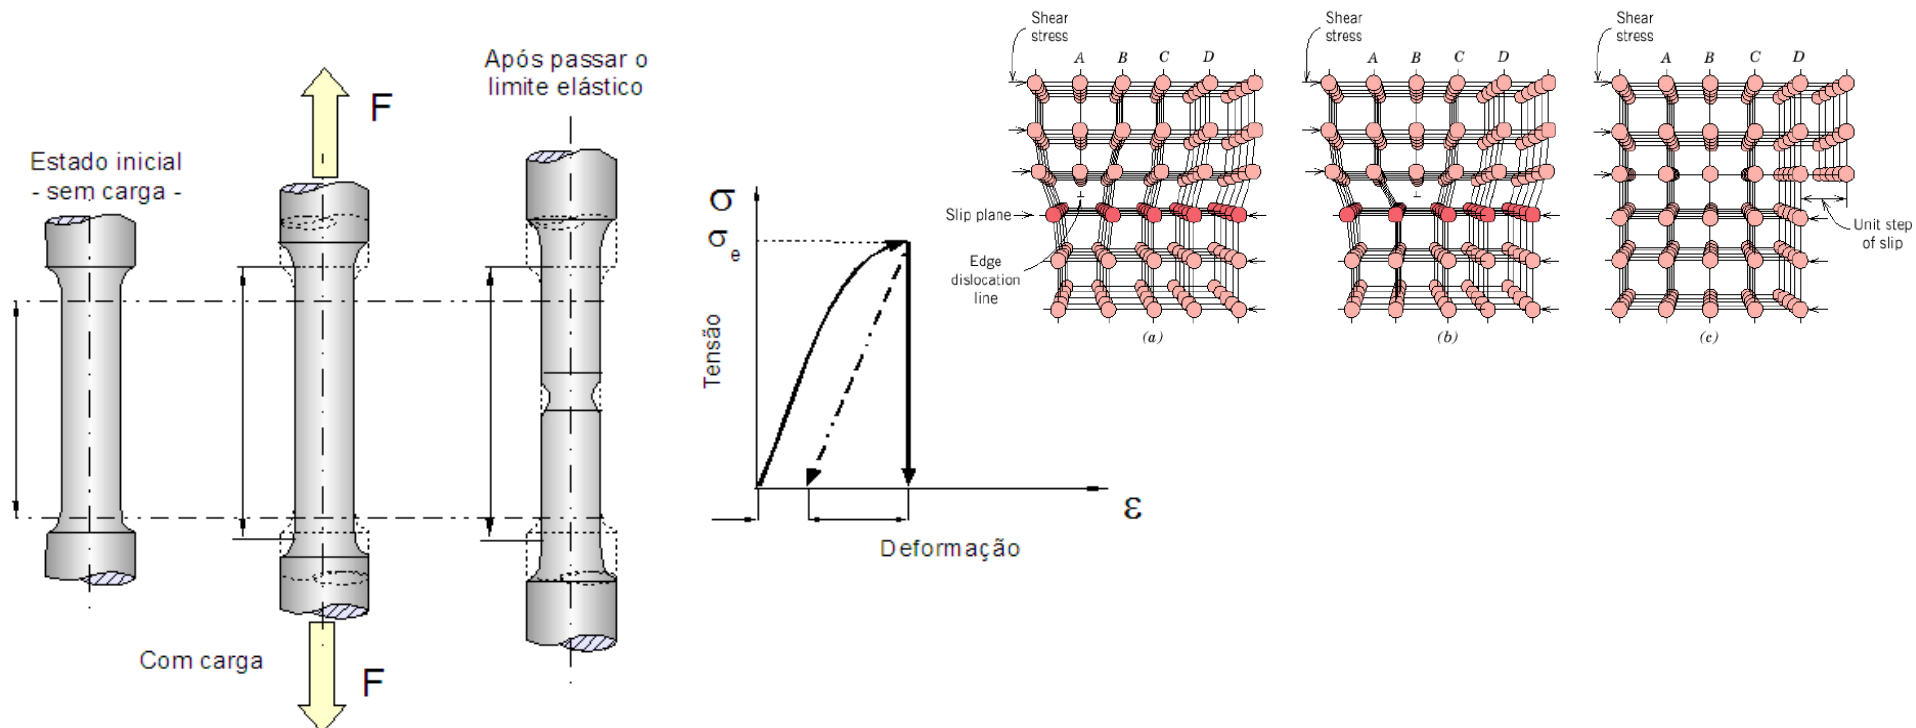 Estado inicial
- sem carga -
F
Com carga
F
Após passar o
limite elástico
σ
σ
e
Tensão
ε
Deformação
Shear
stress
A B C D
Slip plane
Edge
dislocation
line
(a)
Shear
stress
A B C D
(b)
Shear
stress
A B C D
Unit step
of slip
(c)